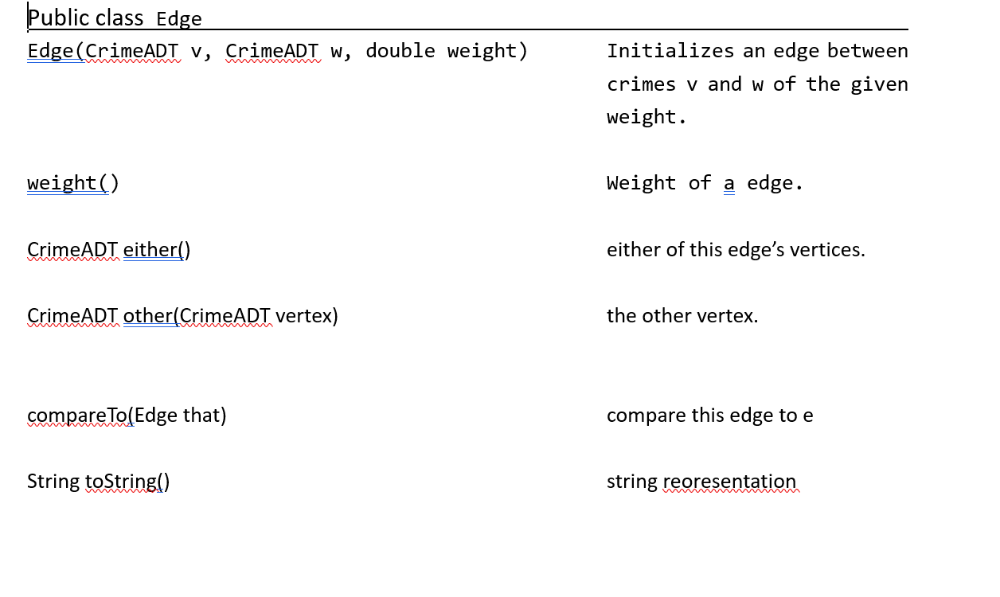 Public class Edge
Edge(CrimeADT v, CrimeADT w, double weight) Initializes an edge between
crimes v and w of the given
weight.
weight() Weight of a edge.
CrimeADT either() either of this edge’s vertices.
CrimeADT other(CrimeADT vertex) the other vertex.
compareTo(Edge that) compare this edge to e
String toString() string reoresentation